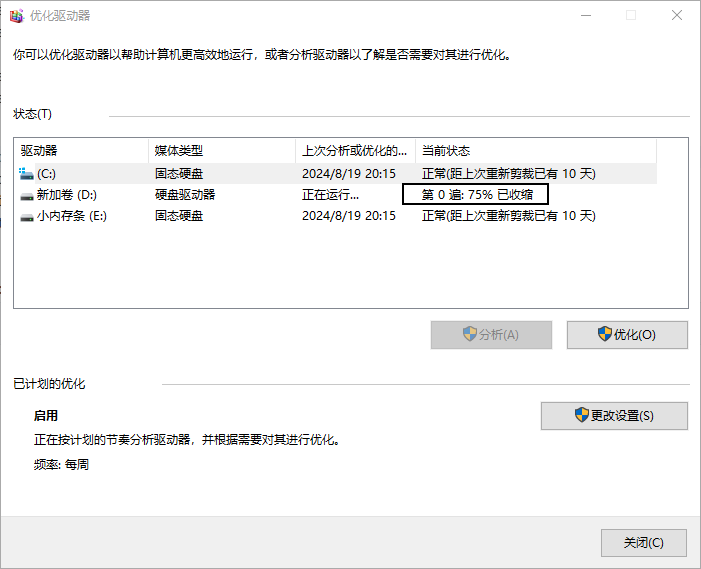 优化驱动器
你可以优化驱动器以帮助计算机更高效地运行，或者分析驱动器以了解是否需要对其进行优化。
状态(T)
驱动器 媒体类型 上次分析或优化的... 当前状态
(C:) 固态硬盘 2024/8/19 20:15 正常(距上次重新剪裁已有 10 天)
新加卷 (D:) 硬盘驱动器 正在运行... 第 0 遍: 75% 已收缩
小内存条 (E:) 固态硬盘 2024/8/19 20:15 正常(距上次重新剪裁已有 10 天)
分析(A) 优化(O)
已计划的优化
启用 更改设置(S)
正在按计划的节奏分析驱动器，并根据需要对其进行优化。
频率: 每周
关闭(C)